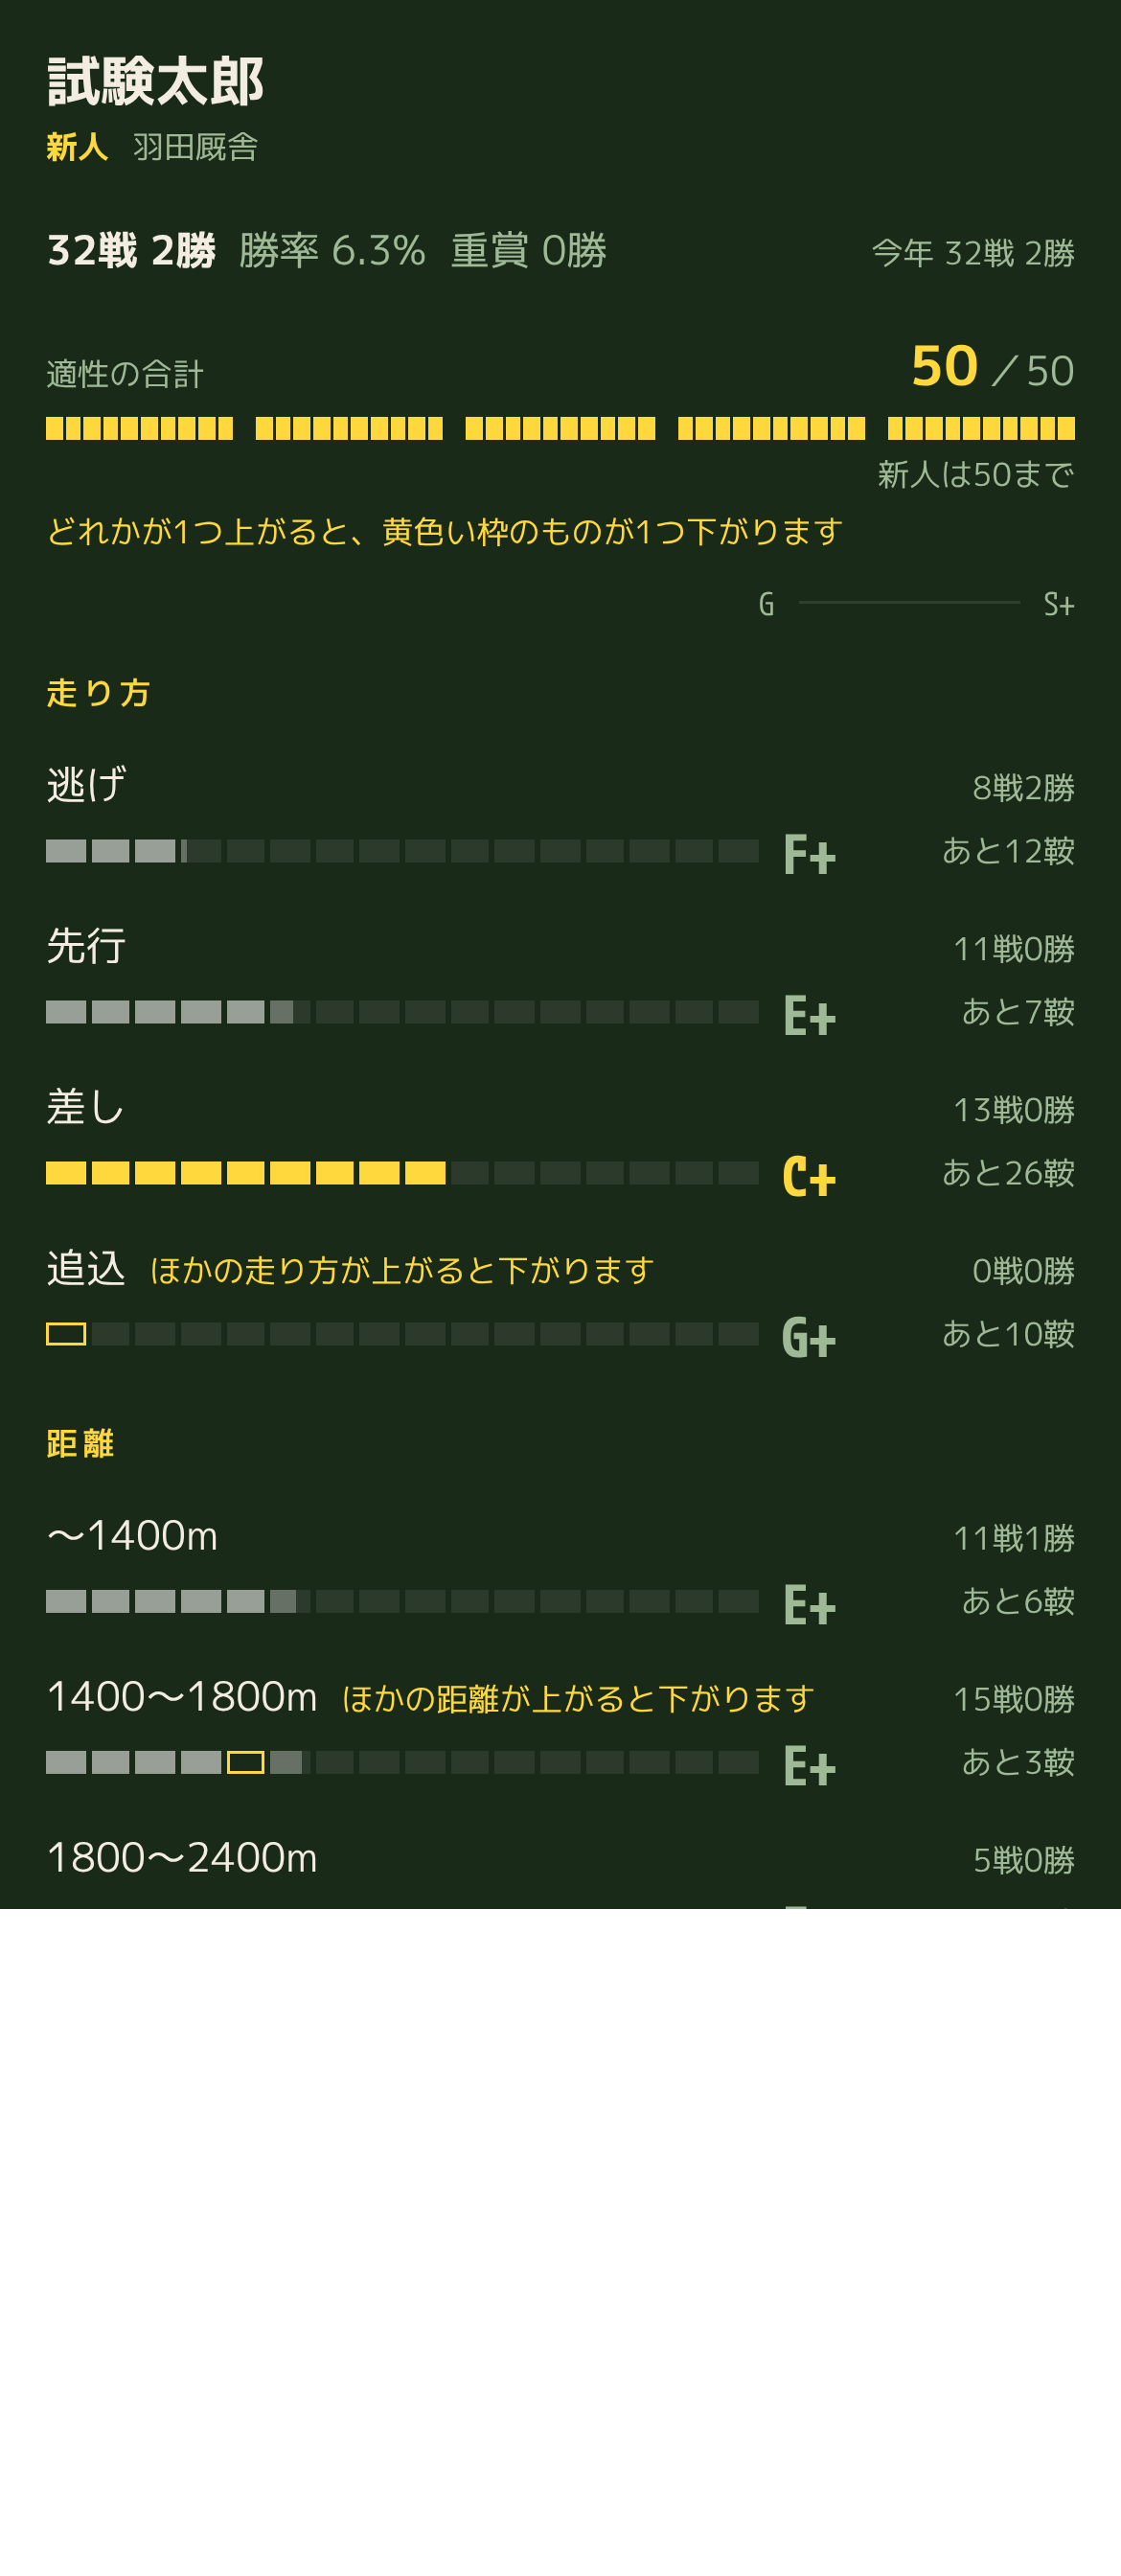 試験太郎
新人 羽田厩舎
32戦 2勝 勝率 6.3% 重賞 0勝 今年 32戦 2勝
適性の合計 50 ／50
新人は50まで
どれかが1つ上がると、黄色い枠のものが1つ下がります
G S+
走り方
逃げ 8戦2勝
F+ あと12鞍
先行 11戦0勝
E+ あと7鞍
差し 13戦0勝
C+ あと26鞍
追込 ほかの走り方が上がると下がります 0戦0勝
G+ あと10鞍
距離
〜1400m 11戦1勝
E+ あと6鞍
1400〜1800m ほかの距離が上がると下がります 15戦0勝
E+ あと3鞍
1800〜2400m 5戦0勝